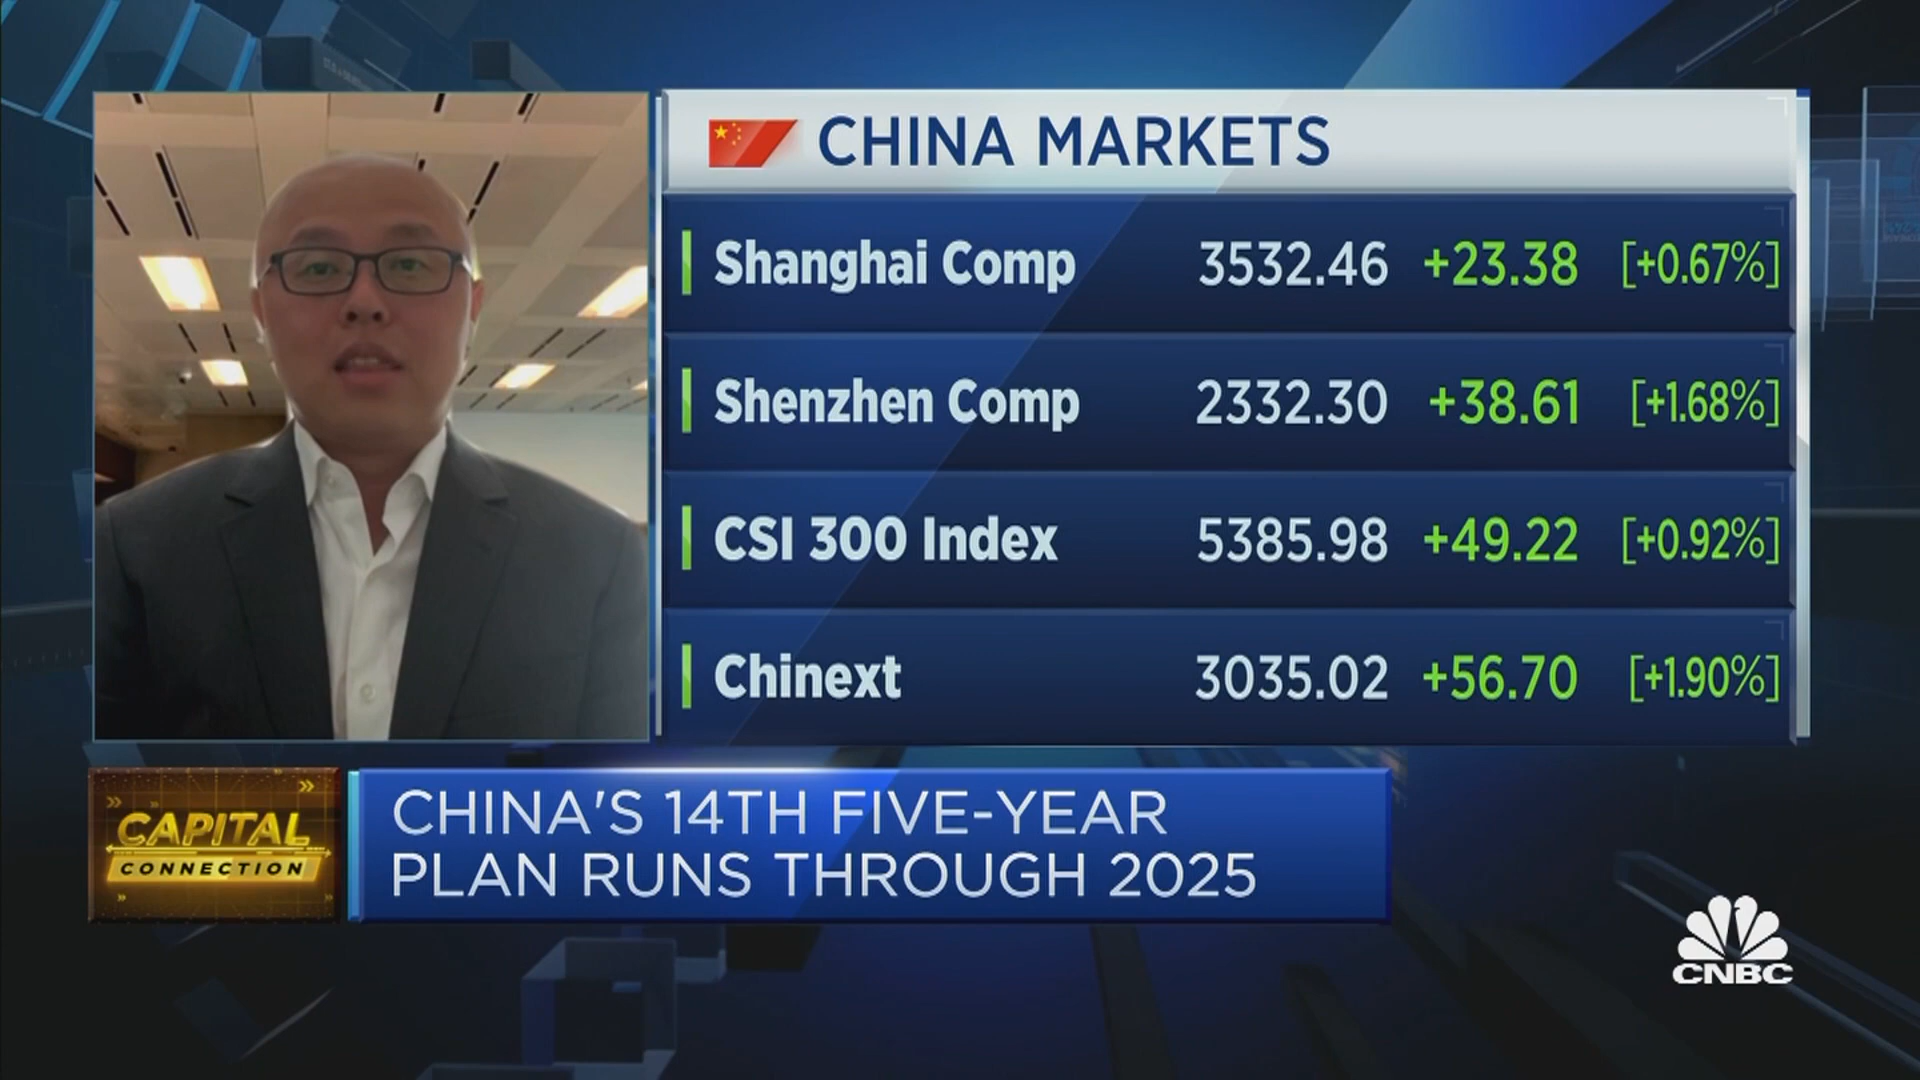 CHINA MARKETS
Shanghai Comp 3532.46 +23.38 [+0.67%]
Shenzhen Comp 2332.30 +38.61 [+1.68%]
CSI 300 Index 5385.98 +49.22 [+0.92%]
Chinext 3035.02 +56.70 [+1.90%]
CAPITAL
CONNECTION
CHINA'S 14TH FIVE-YEAR
PLAN RUNS THROUGH 2025
CNBC